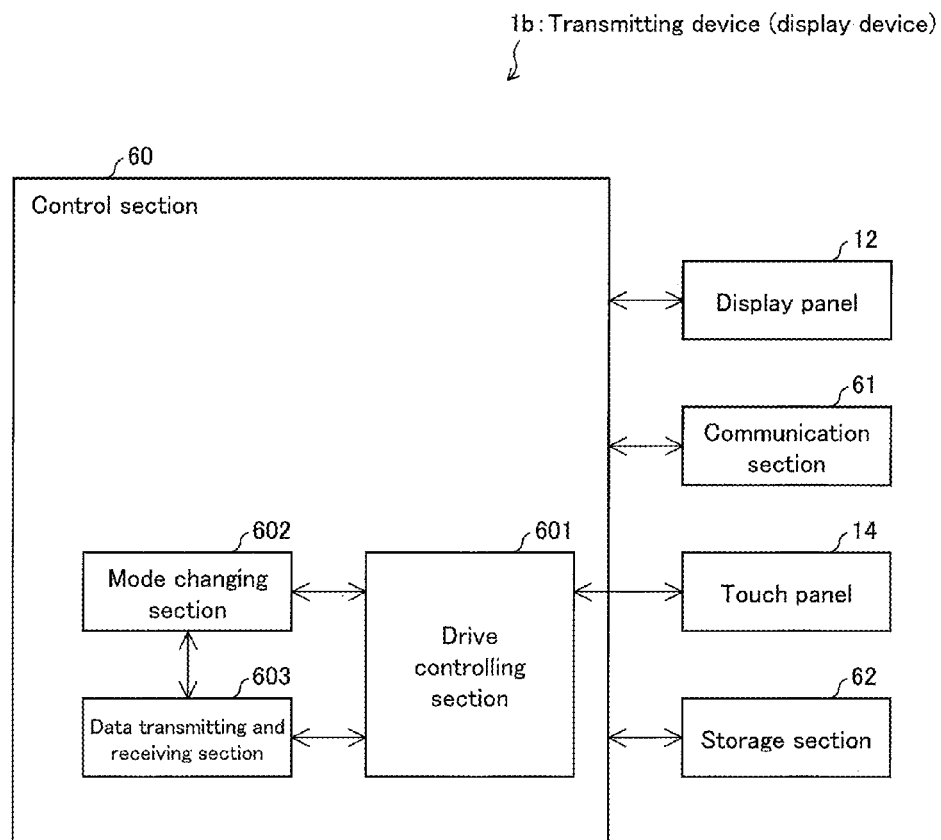 1b: Transmitting device (display device)
60
Control section
12
Display panel
61
Communication
section
602
Mode changing
section
601
Drive
controlling
section
14
Touch panel
603
Data transmitting and
receiving section
62
Storage section